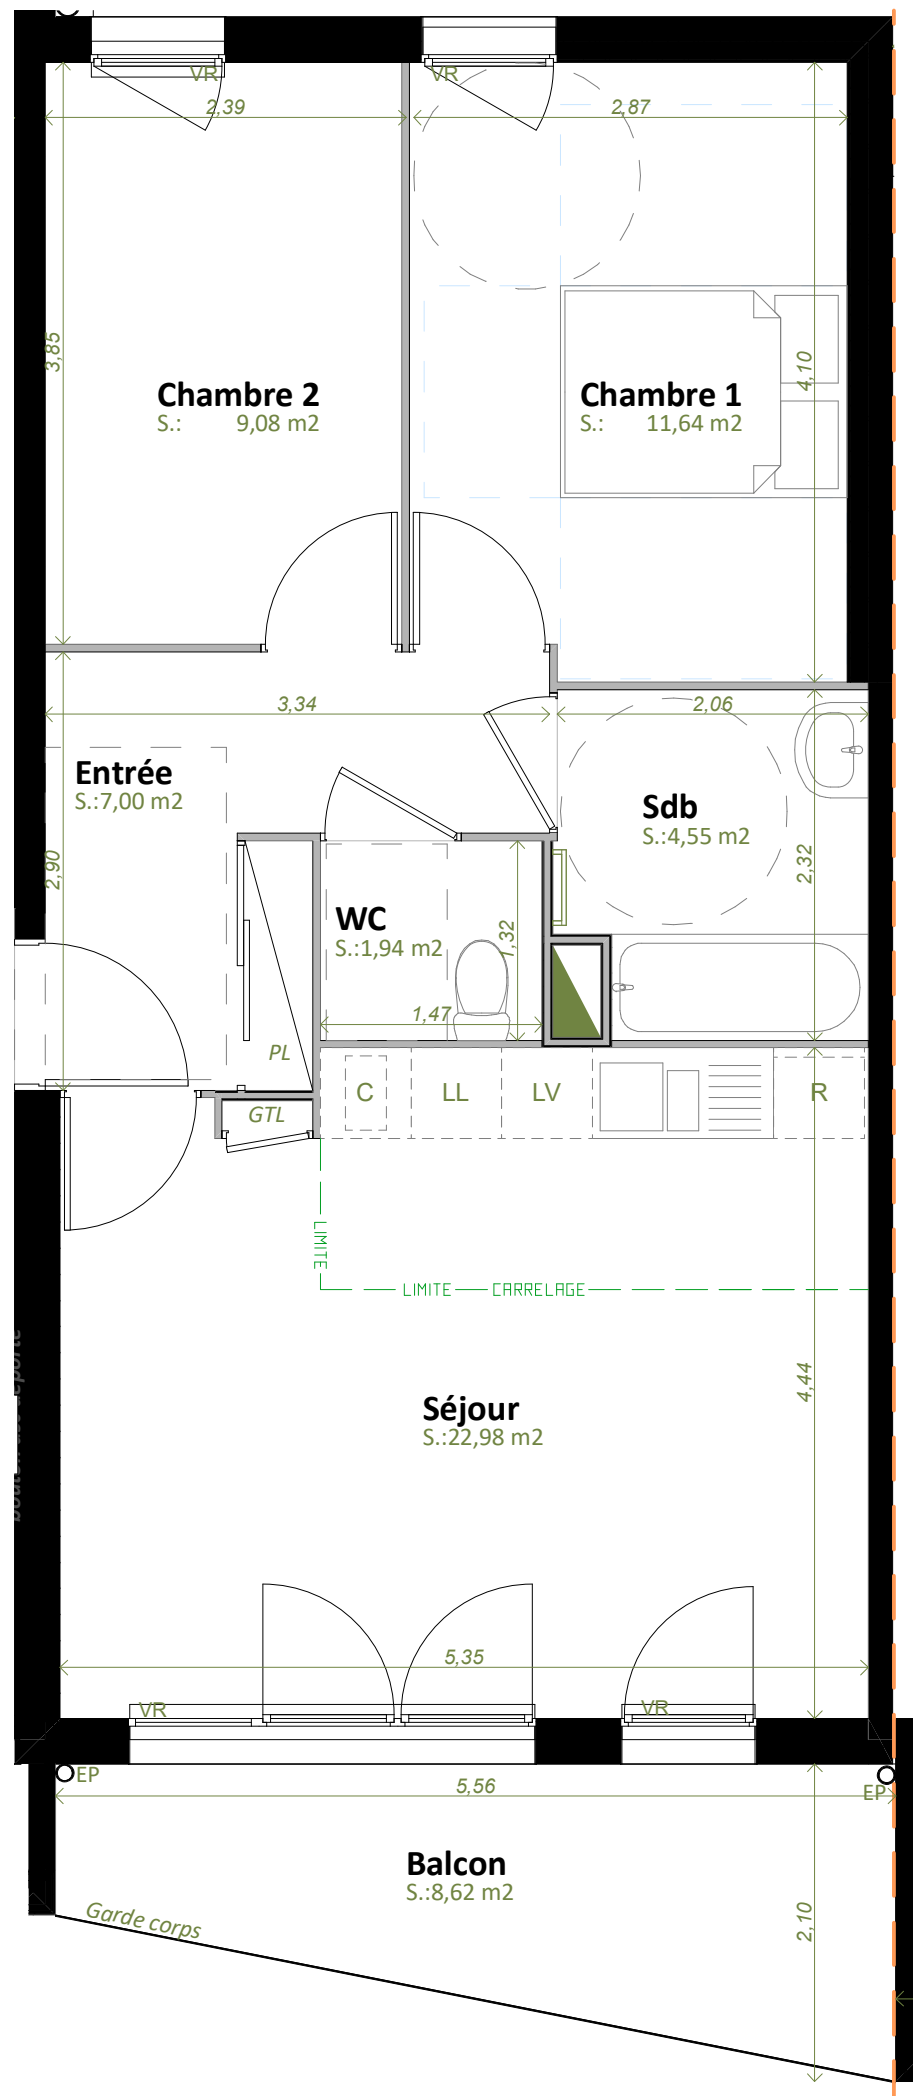 VR
VR
2,39
2,87
3,85
4,10
Chambre 2
S.: 9,08 m2
Chambre 1
S.: 11,64 m2
3,34
2,06
Entrée
S.:7,00 m2
Sdb
S.:4,55 m2
2,90
2,32
WC
S.:1,94 m2
1,32
1,47
PL
GTL
C
LL
LV
R
LIMITE
LIMITE
CARRELAGE
4,44
Séjour
S.:22,98 m2
5,35
VR
VR
EP
EP
5,56
Balcon
S.:8,62 m2
Garde corps
2,10